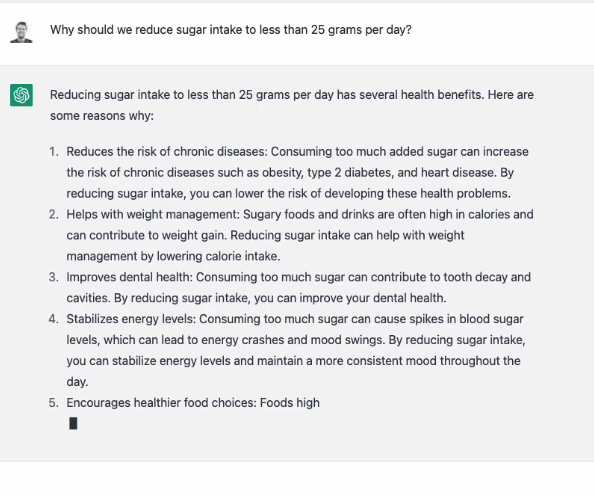 Why should we reduce sugar intake to less than 25 grams per day?
Reducing sugar intake to less than 25 grams per day has several health benefits. Here are
some reasons why:
1. Reduces the risk of chronic diseases: Consuming too much added sugar can increase
the risk of chronic diseases such as obesity, type 2 diabetes, and heart disease. By
reducing sugar intake, you can lower the risk of developing these health problems.
2. Helps with weight management: Sugary foods and drinks are often high in calories and
can contribute to weight gain. Reducing sugar intake can help with weight
management by lowering calorie intake.
3. Improves dental health: Consuming too much sugar can contribute to tooth decay and
cavities. By reducing sugar intake, you can improve your dental health.
4. Stabilizes energy levels: Consuming too much sugar can cause spikes in blood sugar
levels, which can lead to energy crashes and mood swings. By reducing sugar intake,
you can stabilize energy levels and maintain a more consistent mood throughout the
day.
5. Encourages healthier food choices: Foods high